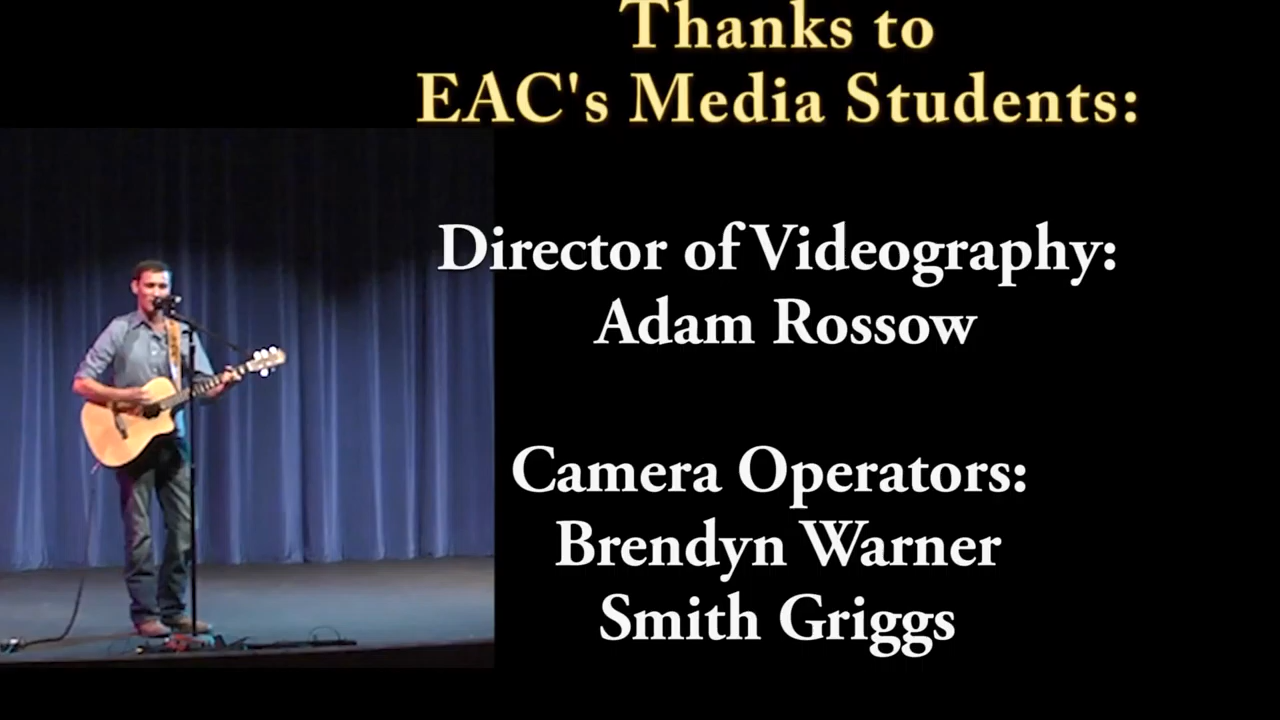 Thanks to
EAC's Media Students:
Director of Videography:
Adam Rossow
Camera Operators:
Brendyn Warner
Smith Griggs